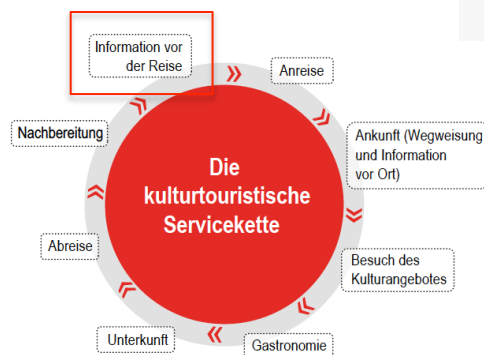 Information vor
der Reise
Anreise
Ankunft (Wegweisung
und Information
vor Ort)
Besuch des
Kulturangebotes
Gastronomie
Unterkunft
Abreise
Nachbereitung
Die
kulturtouristische
Servicekette